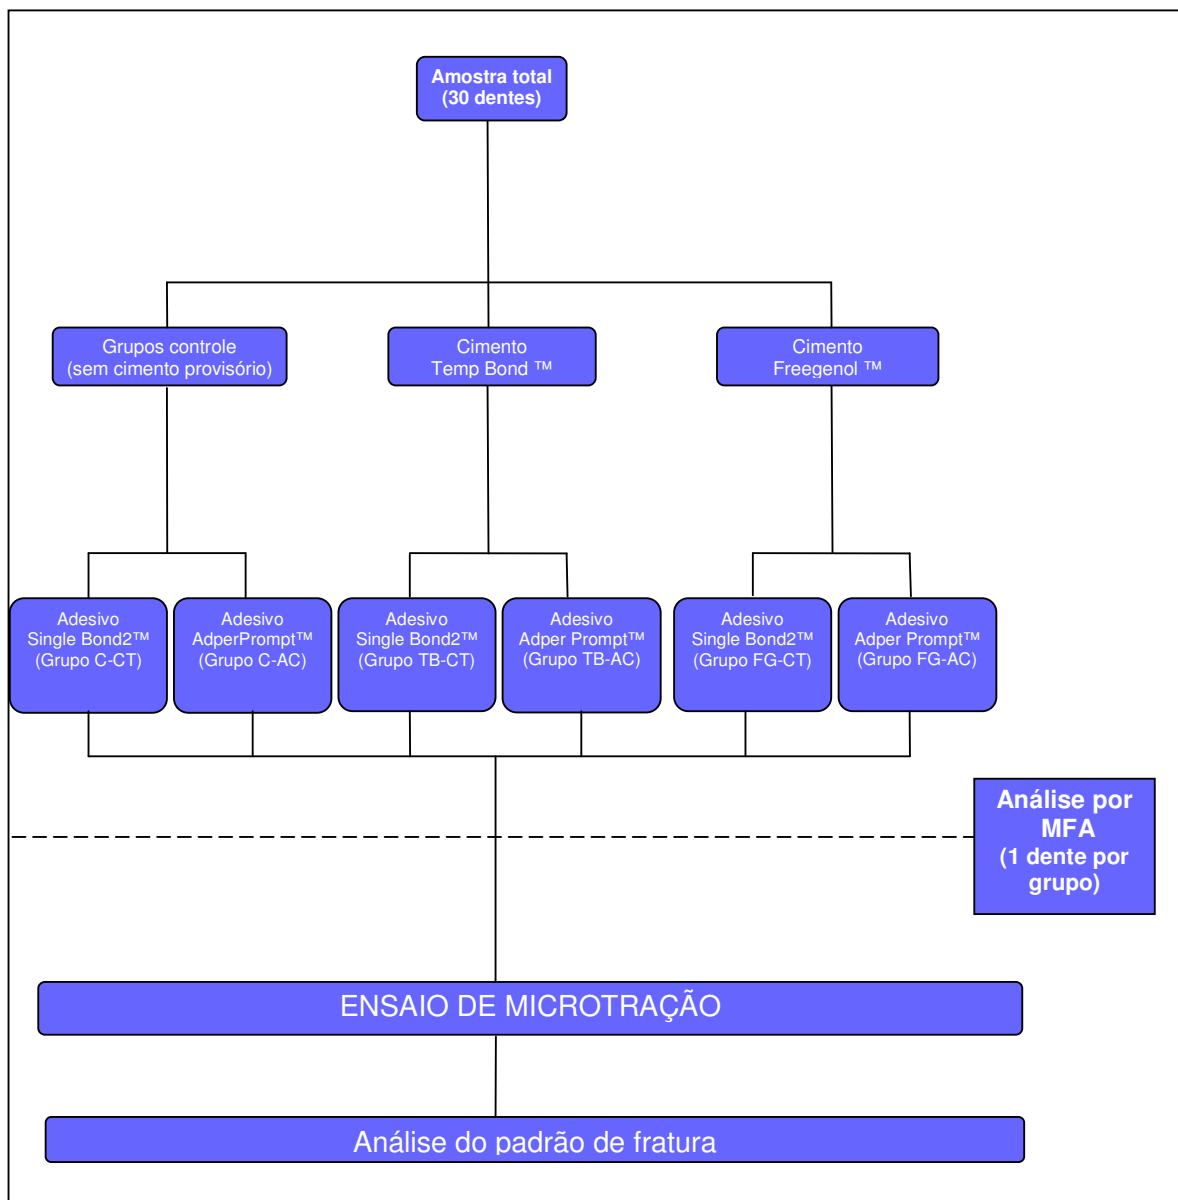 Amostra total
(30 dentes)
Grupos controle
(sem cimento provisório)
Cimento
Temp Bond ™
Cimento
Freegenol ™
Adesivo
Single Bond2™
(Grupo C-CT)
Adesivo
AdperPrompt™
(Grupo C-AC)
Adesivo
Single Bond2™
(Grupo TB-CT)
Adesivo
Adper Prompt™
(Grupo TB-AC)
Adesivo
Single Bond2™
(Grupo FG-CT)
Adesivo
Adper Prompt™
(Grupo FG-AC)
Análise por
MFA
(1 dente por
grupo)
ENSAIO DE MICROTRAÇÃO
Análise do padrão de fratura